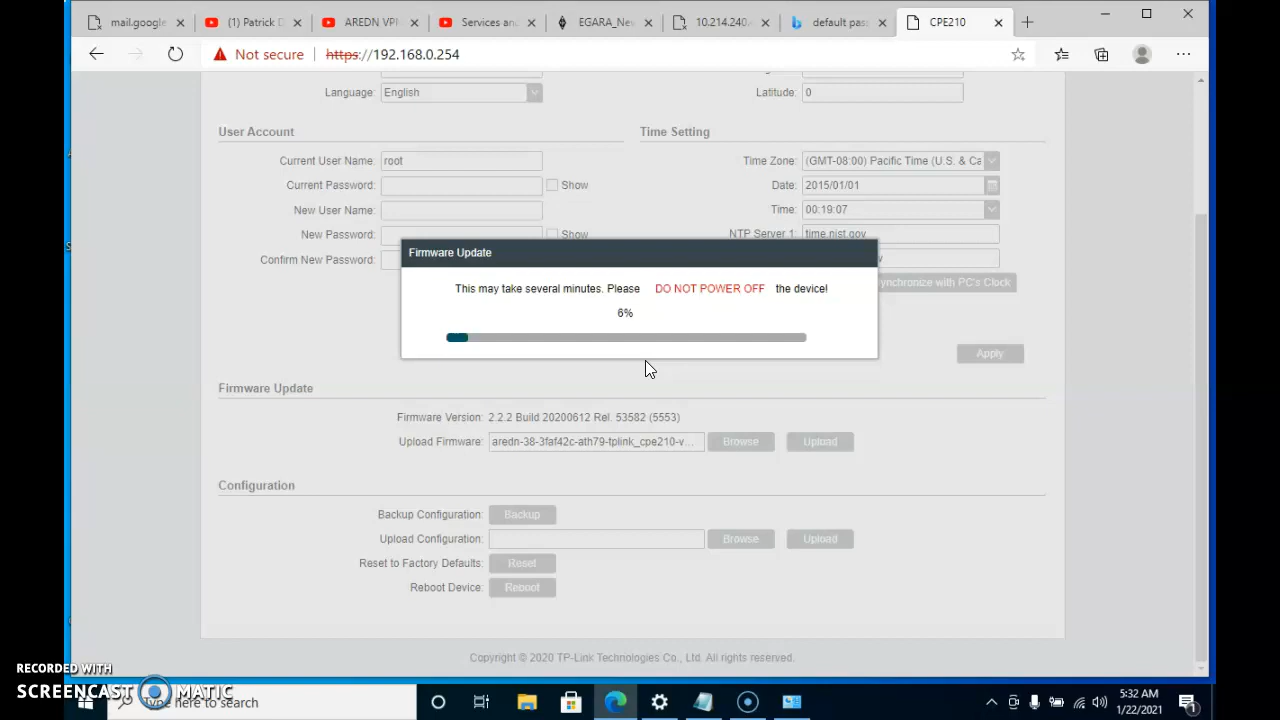 mail.google
(1) Patrick D
AREDN VPN
Services and
EGARA_New
10.214.240.
default pas
CPE210
Not secure
https://192.168.0.254
Language: English
Latitude: 0
User Account
Time Setting
Current User Name: root
Time Zone: (GMT-08:00) Pacific Time (U.S. & Ca
Current Password: Show
Date: 2015/01/01
New User Name:
Time: 00:19:07
New Password: Show
NTP Server 1: time.nist.gov
Confirm New Password:
ynchronize with PC's Clock
Firmware Update
This may take several minutes. Please DO NOT POWER OFF the device!
6%
Apply
Firmware Update
Firmware Version: 2.2.2 Build 20200612 Rel. 53582 (5553)
Upload Firmware: aredn-38-3faf42c-ath79-tplink_cpe210-v... Browse Upload
Configuration
Backup Configuration: Backup
Upload Configuration: Browse Upload
Reset to Factory Defaults: Reset
Reboot Device: Reboot
Copyright © 2020 TP-Link Technologies Co., Ltd. All rights reserved.
RECORDED WITH
SCREENCAST MATIC
Type here to search
5:32 AM
1/22/2021